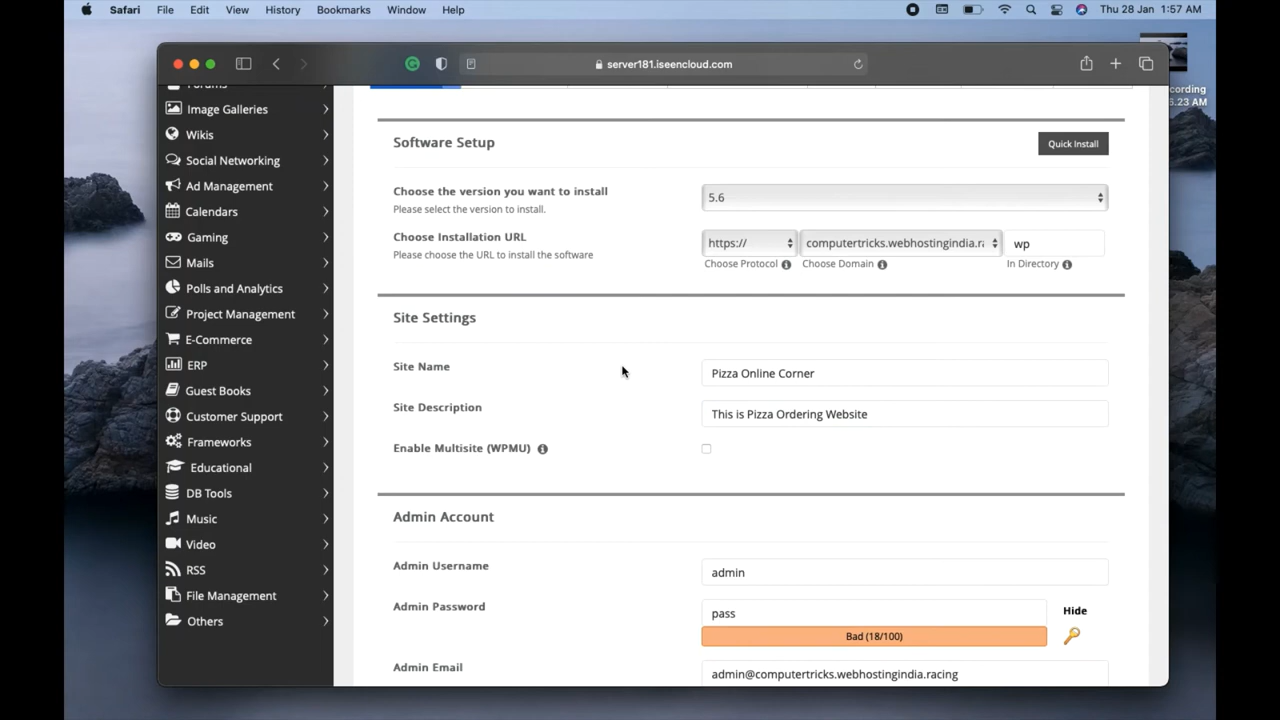 Safari File Edit View History Bookmarks Window Help Thu 28 Jan 1:57 AM
server181.iseencloud.com
cording
6.23 AM
Forums
Image Galleries
Wikis
Social Networking
Ad Management
Calendars
Gaming
Mails
Polls and Analytics
Project Management
E-Commerce
ERP
Guest Books
Customer Support
Frameworks
Educational
DB Tools
Music
Video
RSS
File Management
Others
Software Setup
Quick Install
Choose the version you want to install
Please select the version to install.
5.6
Choose Installation URL
Please choose the URL to install the software
https:// computertricks.webhostingindia.ra wp
Choose Protocol Choose Domain In Directory
Site Settings
Site Name
Pizza Online Corner
Site Description
This is Pizza Ordering Website
Enable Multisite (WPMU)
Admin Account
Admin Username
admin
Admin Password
pass
Hide
Bad (18/100)
Admin Email
admin@computertricks.webhostingindia.racing